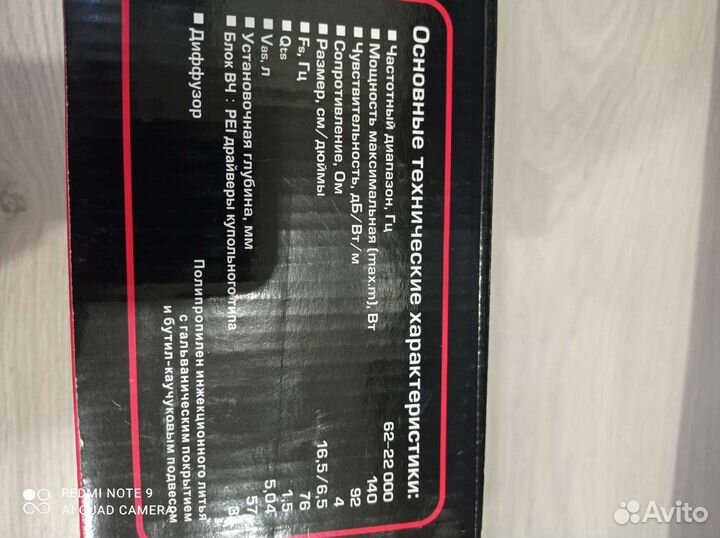 Основные технические характеристики:
▪ Частотный диапазон, Гц 62–22 000
▪ Мощность максимальная (max.m), Вт 140
▪ Чувствительность, дБ/Вт/м 92
▪ Сопротивление, Ом 4
▪ Размер, см/дюймы 16,5/6,5
▪ Fs, Гц 76
▪ Qts 1,5
▪ Vas, л 5,04
▪ Установочная глубина, мм 57
▪ Блок ВЧ : PEI драйверы купольного типа
▪ Диффузор Полипропилен инжекционного литья
с гальваническим покрытием
и бутил-каучуковым подвесом
REDMI NOTE 9
AI QUAD CAMERA
Avito